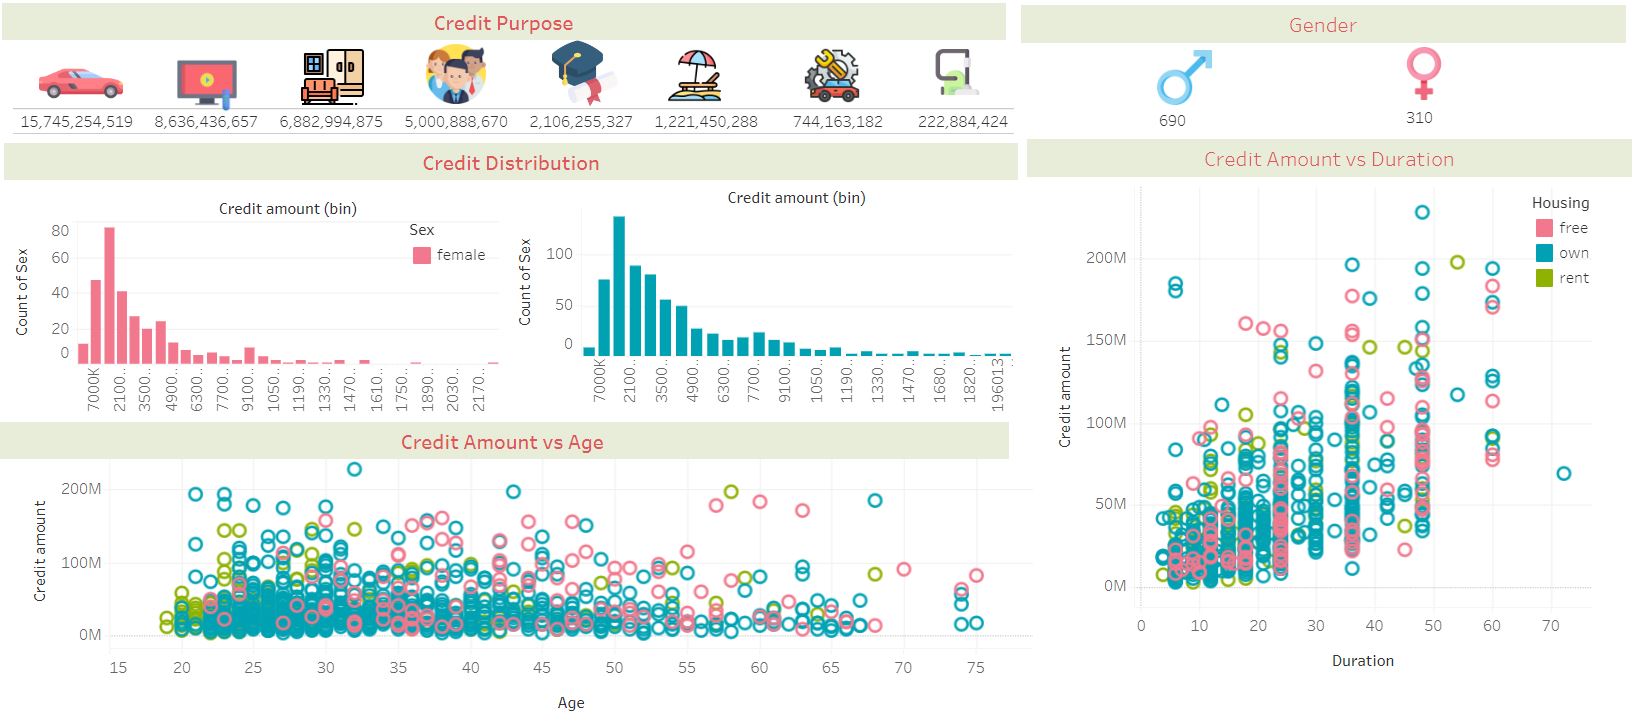 Credit Purpose
15,745,254,519 8,636,436,657 6,882,994,875 5,000,888,670 2,106,255,327 1,221,450,288 744,163,182 222,884,424
Gender
690 310
Credit Distribution
Credit amount (bin)
Count of Sex
80
60
40
20
0
Sex
female
7000K 2100.. 3500.. 4900.. 6300.. 7700.. 9100.. 1050.. 1190.. 1330.. 1470.. 1610.. 1750.. 1890.. 2030.. 2170..
Credit amount (bin)
Count of Sex
100
50
0
7000K 2100.. 3500.. 4900.. 6300.. 7700.. 9100.. 1050.. 1190.. 1330.. 1470.. 1680.. 1820.. 196013..
Credit Amount vs Duration
Housing
free
own
rent
Credit amount
200M
150M
100M
50M
0M
0 10 20 30 40 50 60 70
Duration
Credit Amount vs Age
Credit amount
200M
100M
0M
15 20 25 30 35 40 45 50 55 60 65 70 75
Age